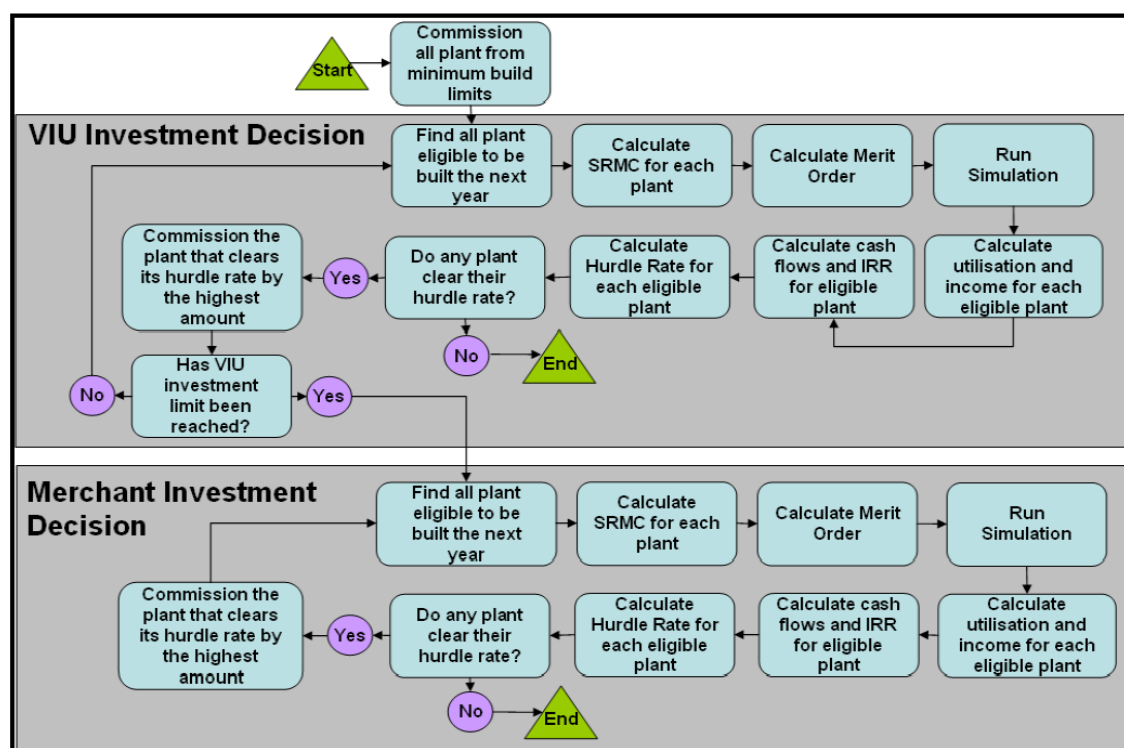 Start
Commission
all plant from
minimum build
limits
VIU Investment Decision
Find all plant
eligible to be
built the next
year
Calculate
SRMC for each
plant
Calculate Merit
Order
Run
Simulation
Commission the
plant that clears
its hurdle rate by
the highest
amount
Yes
Do any plant
clear their
hurdle rate?
Calculate
Hurdle Rate for
each eligible
plant
Calculate cash
flows and IRR
for eligible
plant
Calculate
utilisation and
income for each
eligible plant
No
End
No
Has VIU
investment
limit been
reached?
Yes
Merchant Investment
Decision
Find all plant
eligible to be
built the next
year
Calculate
SRMC for each
plant
Calculate Merit
Order
Run
Simulation
Commission the
plant that clears
its hurdle rate by
the highest
amount
Yes
Do any plant
clear their
hurdle rate?
Calculate
Hurdle Rate for
each eligible
plant
Calculate cash
flows and IRR
for eligible
plant
Calculate
utilisation and
income for each
eligible plant
No
End